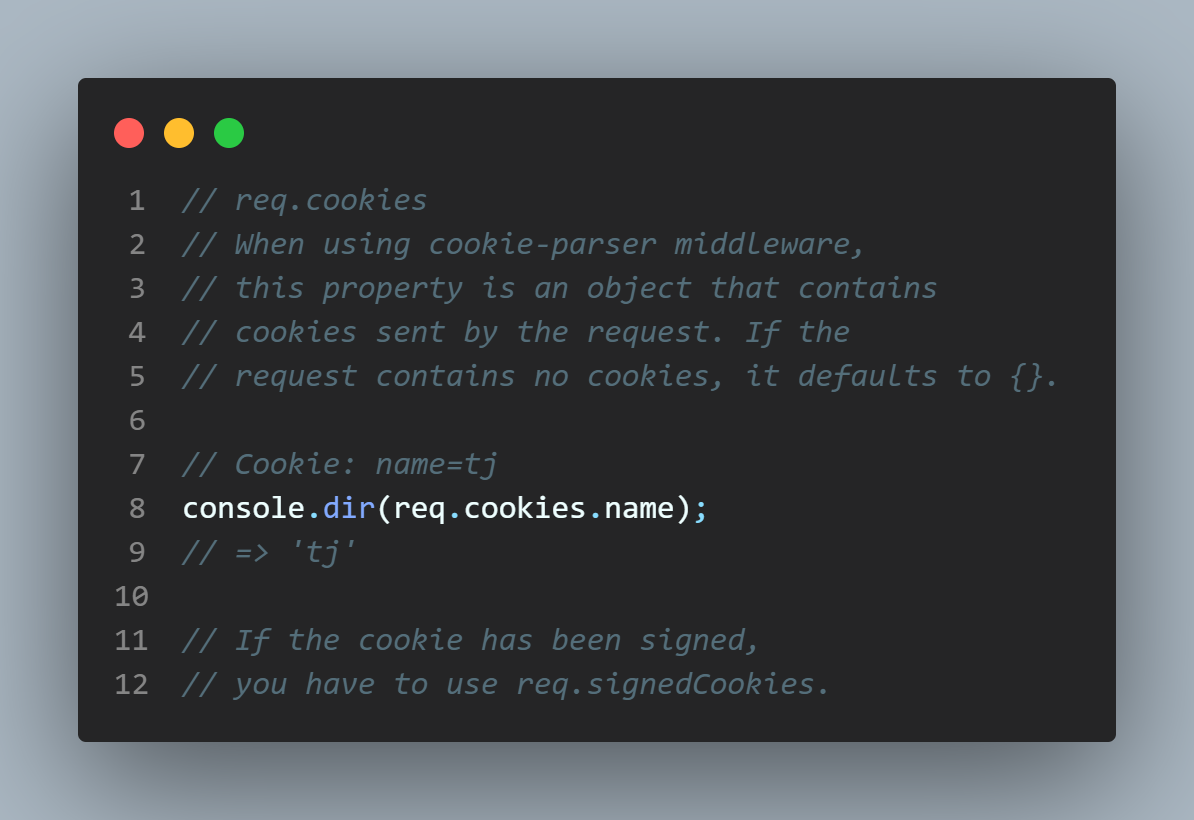 1 // req.cookies
2 // When using cookie-parser middleware,
3 // this property is an object that contains
4 // cookies sent by the request. If the
5 // request contains no cookies, it defaults to {}.
6
7 // Cookie: name=tj
8 console.dir(req.cookies.name);
9 // => 'tj'
10
11 // If the cookie has been signed,
12 // you have to use req.signedCookies.